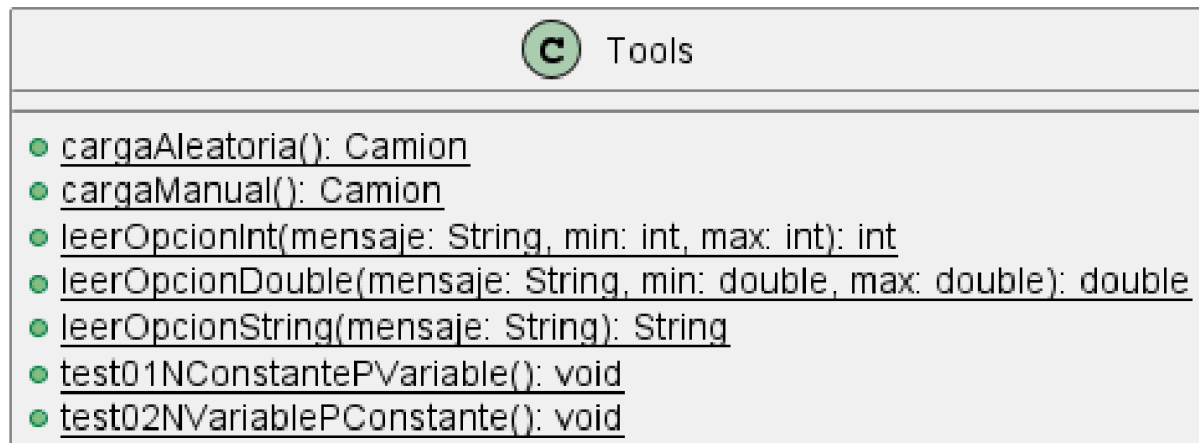 C Tools
cargaAleatoria(): Camion
cargaManual(): Camion
leerOpcionInt(mensaje: String, min: int, max: int): int
leerOpcionDouble(mensaje: String, min: double, max: double): double
leerOpcionString(mensaje: String): String
test01NConstantePVariable(): void
test02NVariablePConstante(): void